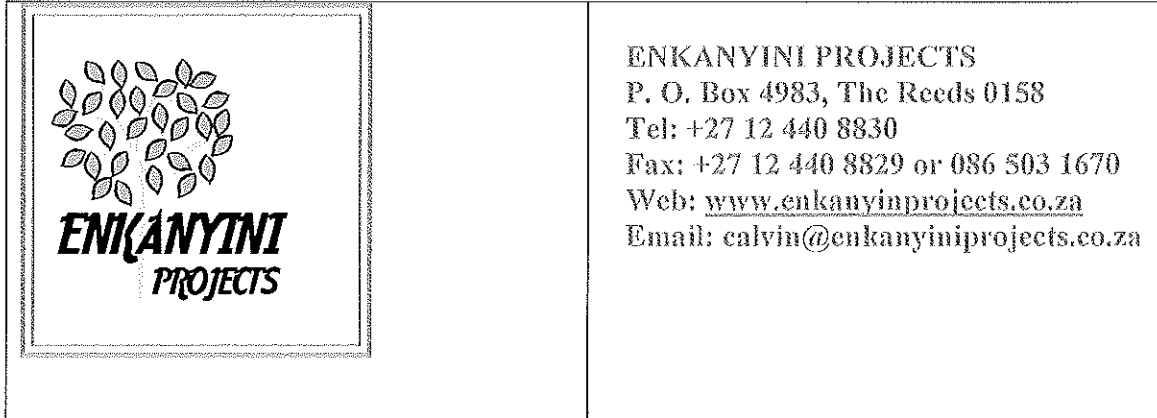 ENKANYINI
PROJECTS
ENKANYINI PROJECTS
P. O. Box 4983, The Reeds 0158
Tel: +27 12 440 8830
Fax: +27 12 440 8829 or 086 503 1670
Web: www.enkanyinprojects.co.za
Email: calvin@enkanyiniprojects.co.za